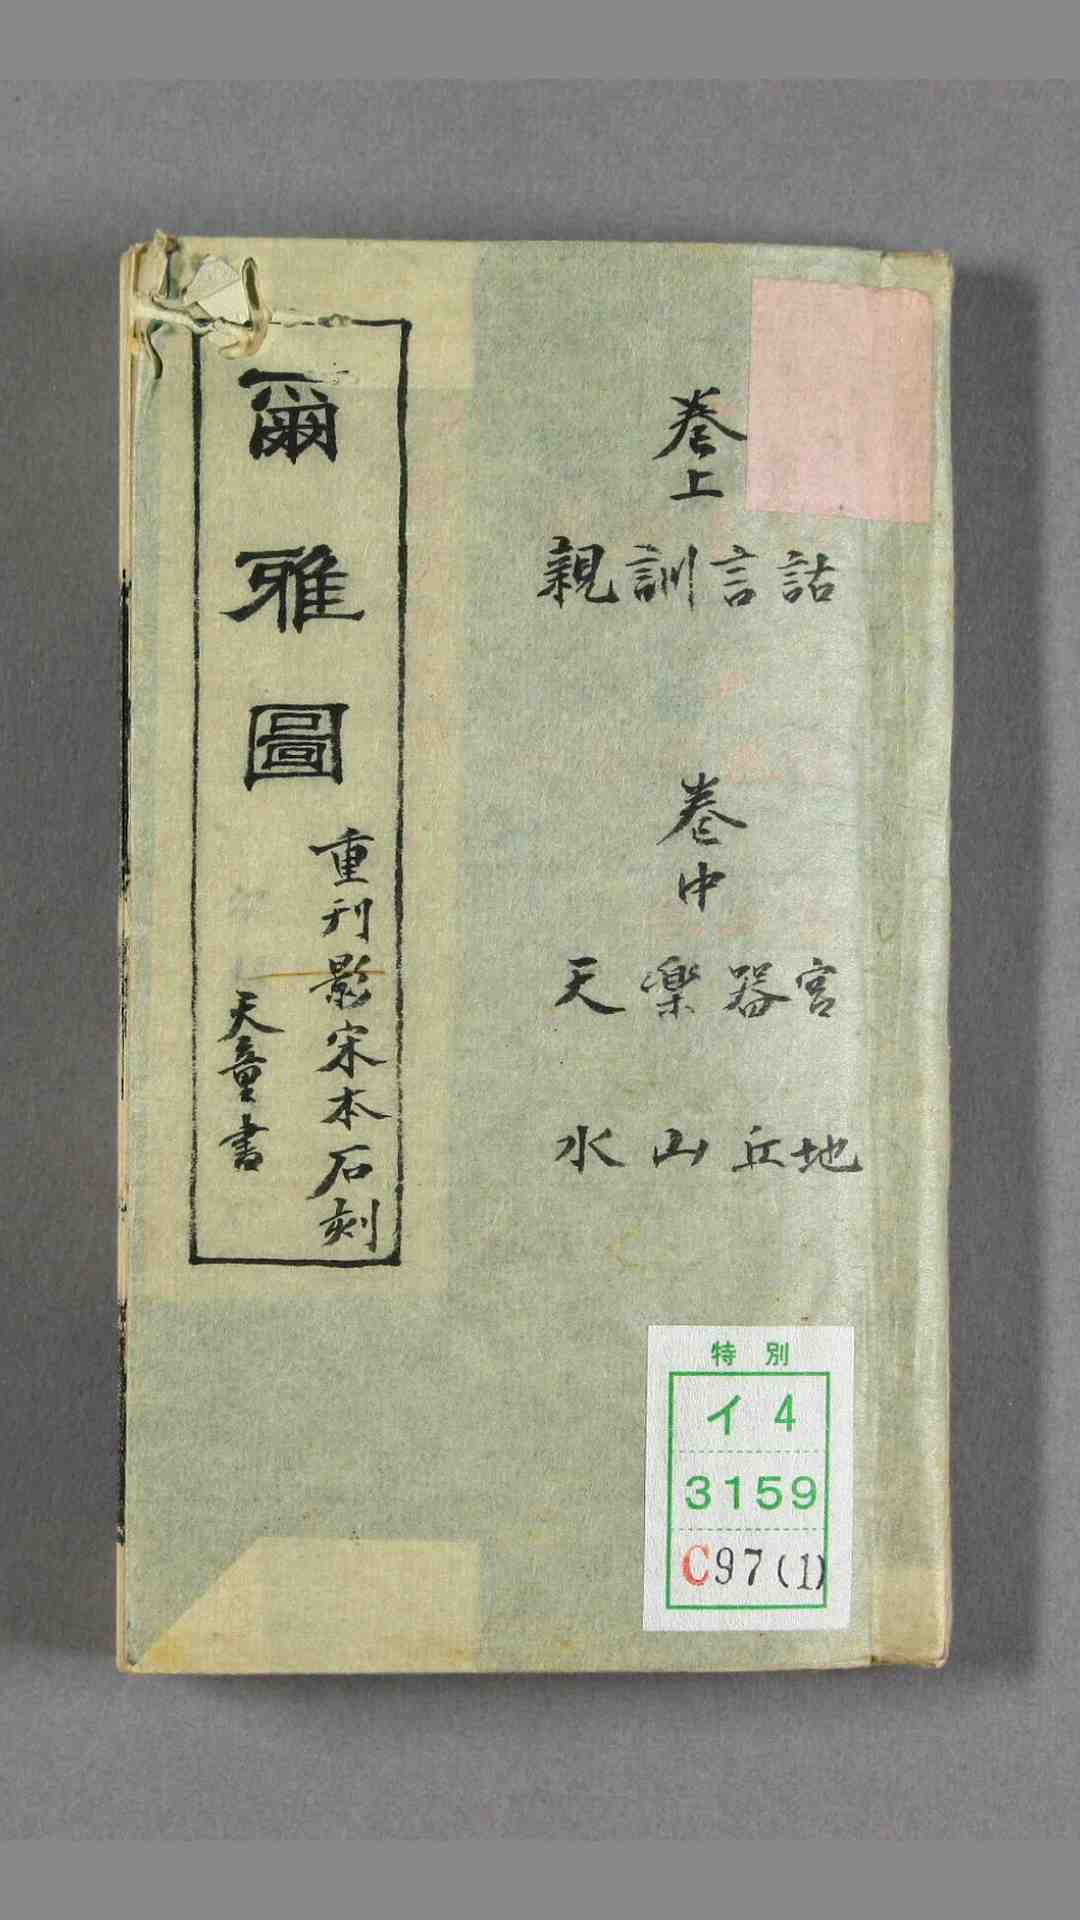 卷上
詁言訓親
卷中
宮器樂天
地丘山水
爾雅圖
重刊影宋本石刻
天童書
特別
イ4
3159
C97(1)